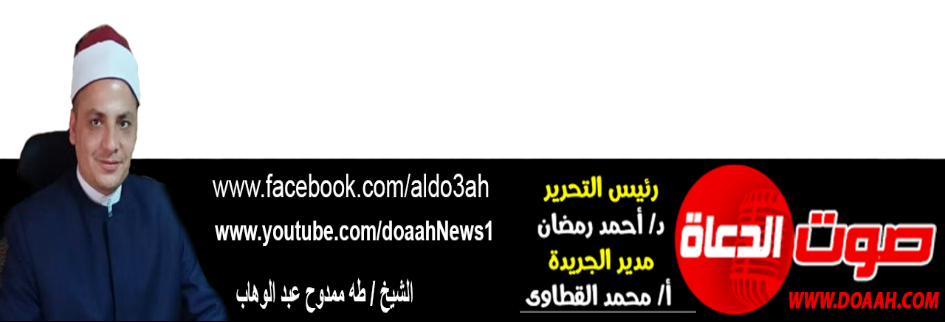 صوت الدعاة
WWW.DOAAH.COM
رئيس التحرير
د/ أحمد رمضان
مدير الجريدة
أ/ محمد القطاوى
www.facebook.com/aldo3ah
www.youtube.com/doaahNews1
الشيخ / طه ممدوح عبد الوهاب